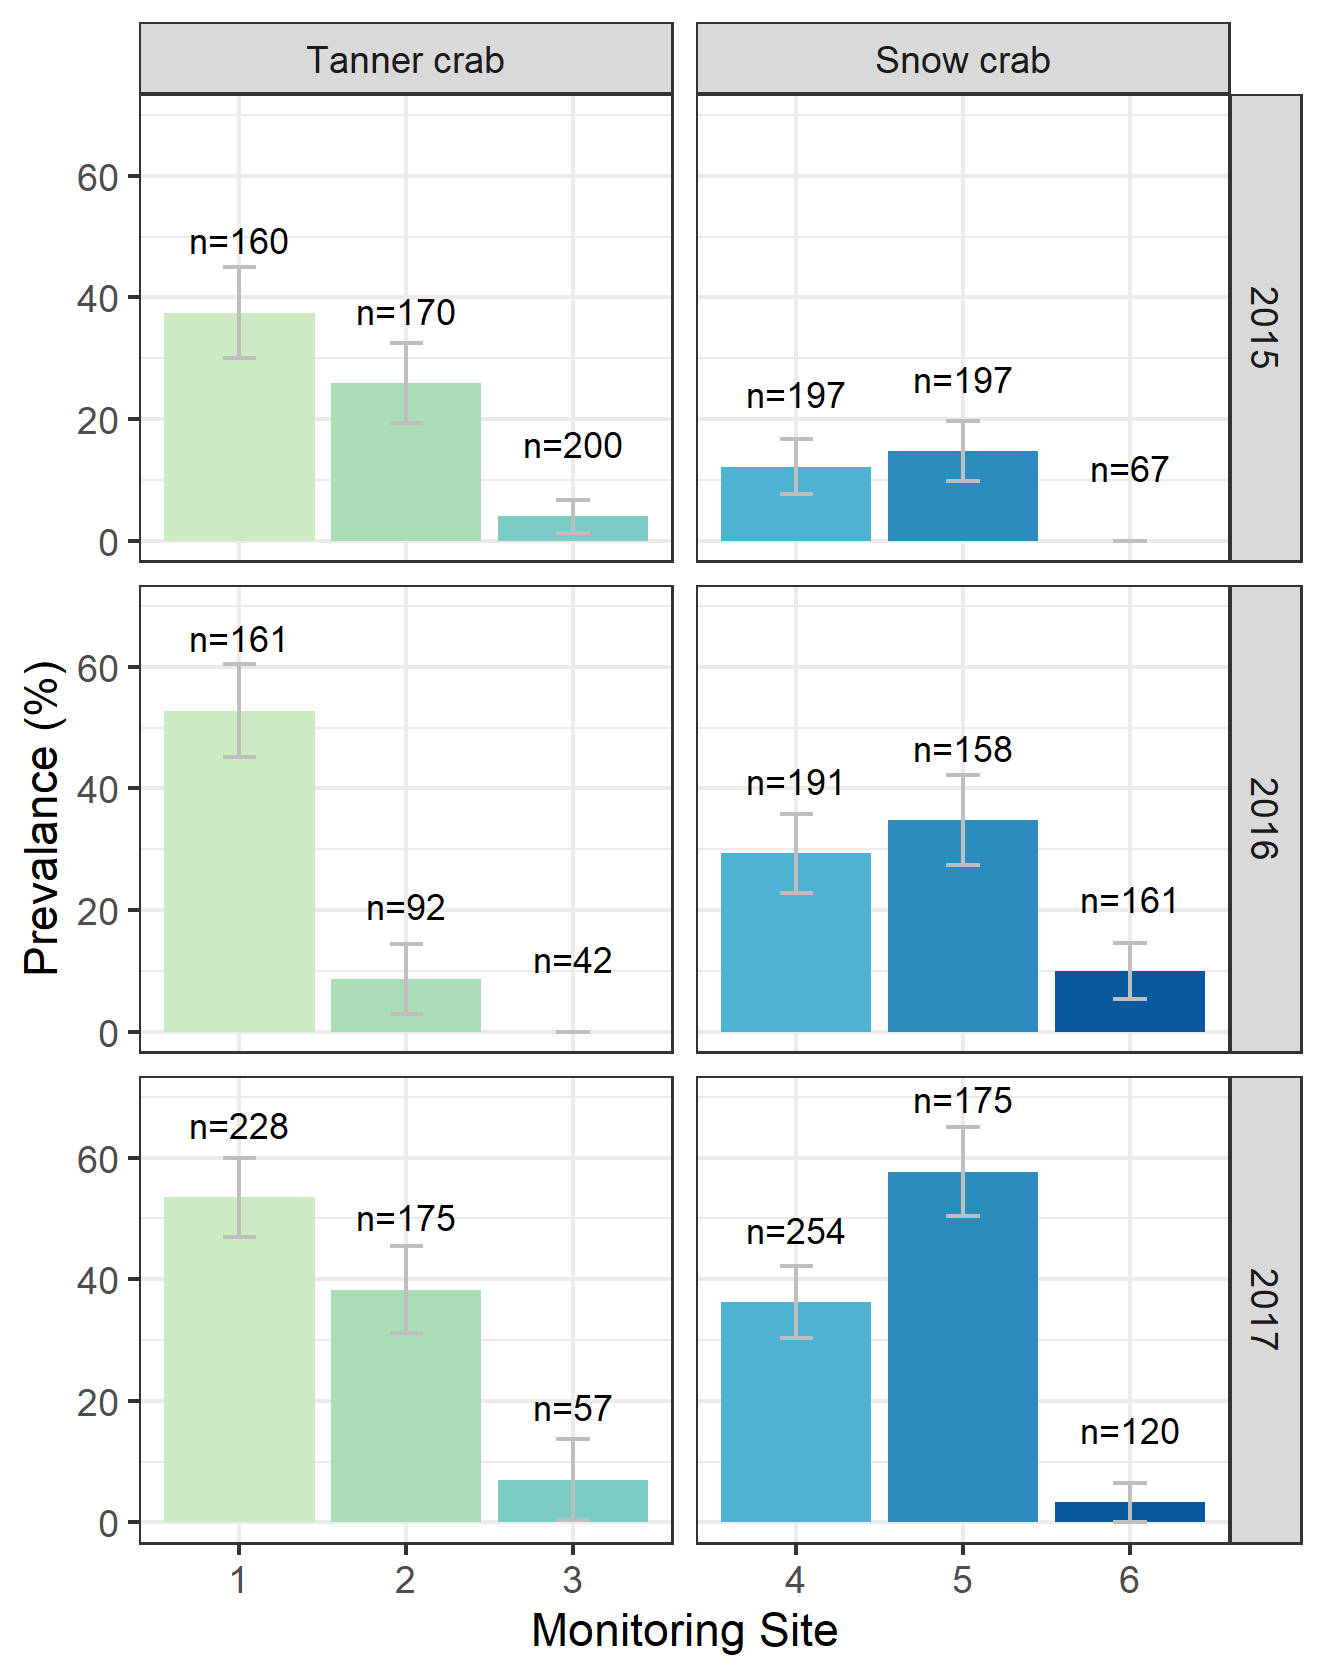 Tanner crab
Snow crab
60
40
20
0
n=160
n=170
n=200
n=197
n=197
n=67
2015
Prevalance (%)
60
40
20
0
n=161
n=92
n=42
n=191
n=158
n=161
2016
60
40
20
0
n=228
n=175
n=57
n=254
n=175
n=120
2017
1
2
3
4
5
6
Monitoring Site